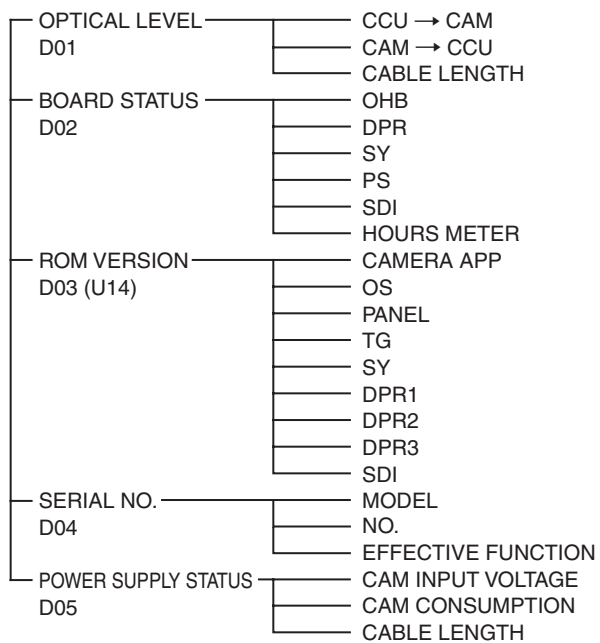 OPTICAL LEVEL CCU → CAM
D01 CAM → CCU
CABLE LENGTH
BOARD STATUS OHB
D02 DPR
SY
PS
SDI
HOURS METER
ROM VERSION CAMERA APP
D03 (U14) OS
PANEL
TG
SY
DPR1
DPR2
DPR3
SDI
SERIAL NO. MODEL
D04 NO.
EFFECTIVE FUNCTION
POWER SUPPLY STATUS CAM INPUT VOLTAGE
D05 CAM CONSUMPTION
CABLE LENGTH